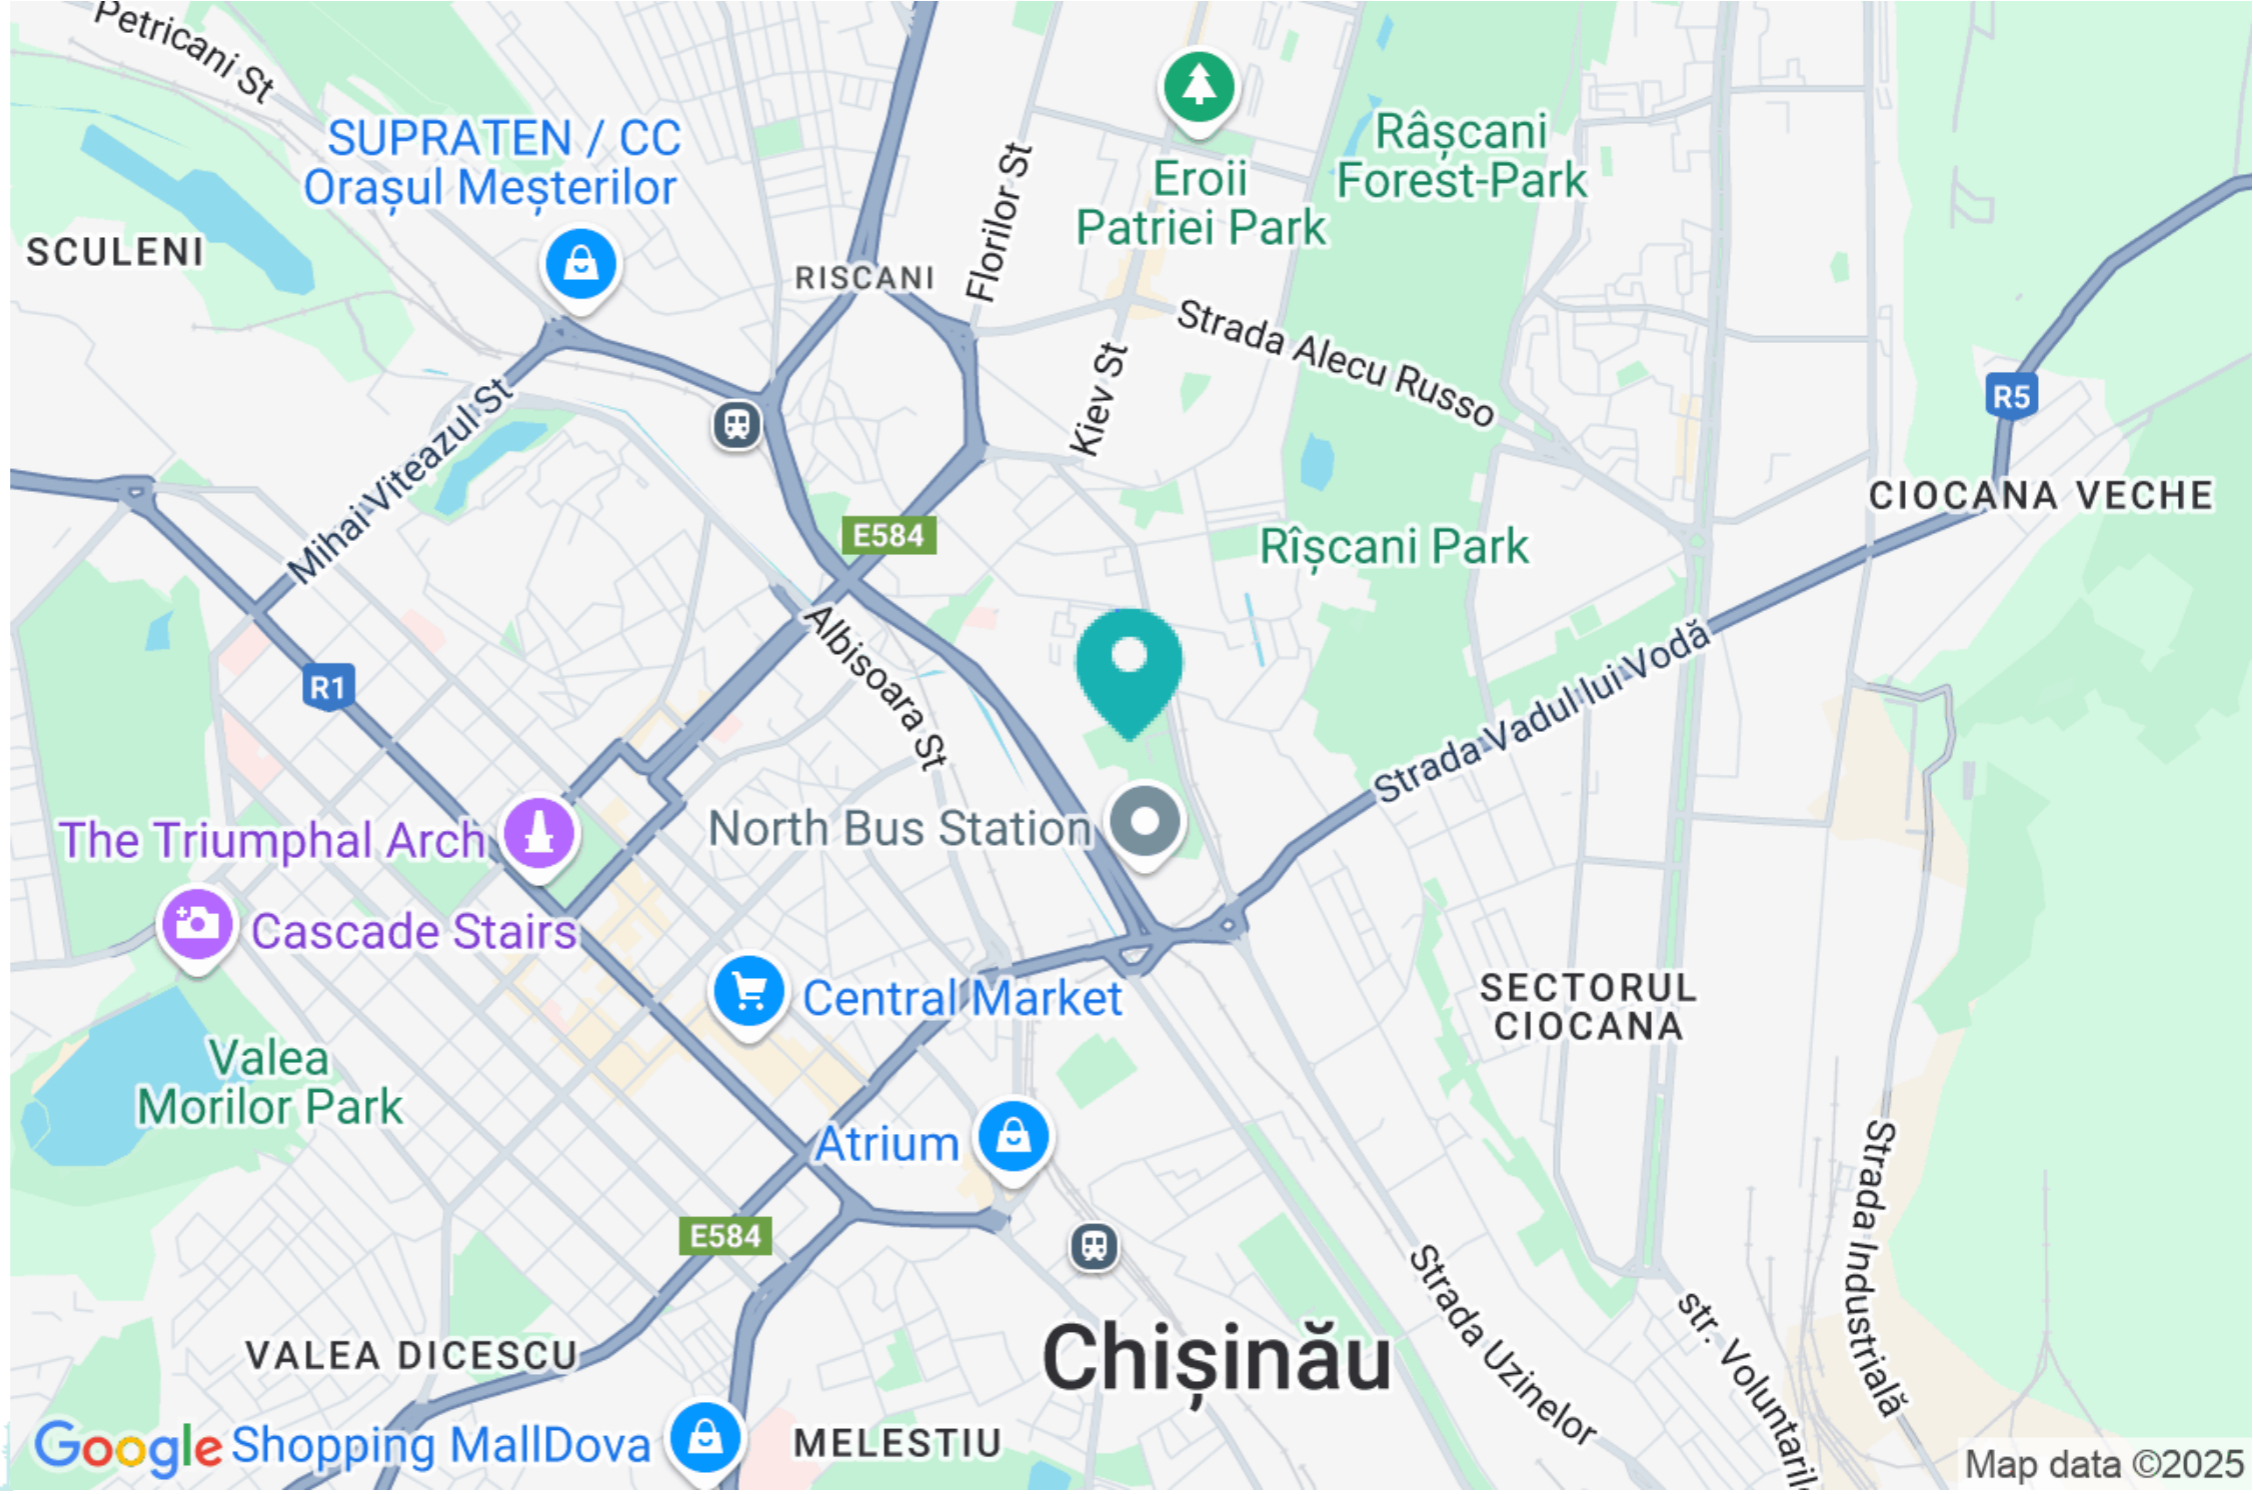 Petricani St
SUPRATEN / CC
Orașul Meșterilor
SCULENI
RISCANI
Florilor St
Eroii
Patriei Park
Râșcani
Forest-Park
Strada Alecu Russo
Kiev St
R5
CIOCANA VECHE
Mihai Viteazul St
E584
Rîșcani Park
Albisoara St
R1
Strada Vadul lui Vodă
The Triumphal Arch
North Bus Station
Cascade Stairs
Central Market
SECTORUL
CIOCANA
Valea
Morilor Park
Atrium
E584
Strada Industrială
Strada Uzinelor
str. Voluntaril
VALEA DICESCU
Chișinău
Google
Shopping MallDova
MELESTIU
Map data ©2025